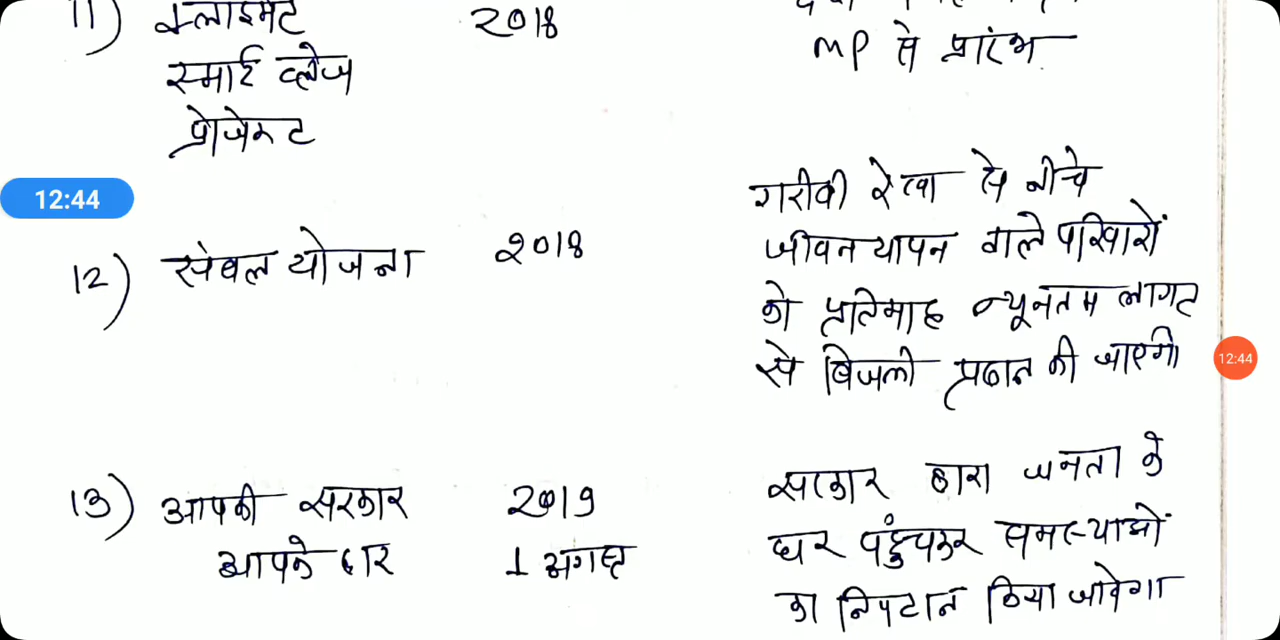 11) क्लाइमेट 2018
MP से प्रारंभ
स्मार्ट व्लेज
प्रोजेक्ट
12:44
गरीबी रेखा से नीचे
12) संबल योजना 2018
जीवन यापन वाले परिवारों
को प्रतिमाह न्यूनतम लागट
से बिजली प्रदान की जाएगी
12:44
13) आपकी सरकार 2019
सरकार द्वारा जनता के
आपके द्वार 1 अगस्त
घर पहुंचकर समस्याओं
का निपटान किया जावेगा